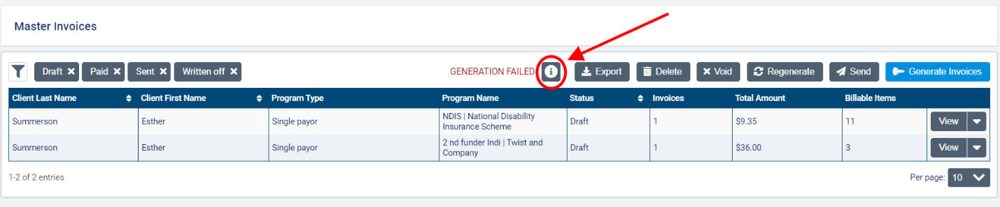 Master Invoices
Draft × Paid × Sent × Written off × GENERATION FAILED Export Delete × Void Regenerate Send Generate Invoices
Client Last Name Client First Name Program Type Program Name Status Invoices Total Amount Billable Items
Summerson Esther Single payor NDIS | National Disability Insurance Scheme Draft 1 $9.35 11 View
Summerson Esther Single payor 2 nd funder Indi | Twist and Company Draft 1 $36.00 3 View
1-2 of 2 entries Per page: 10